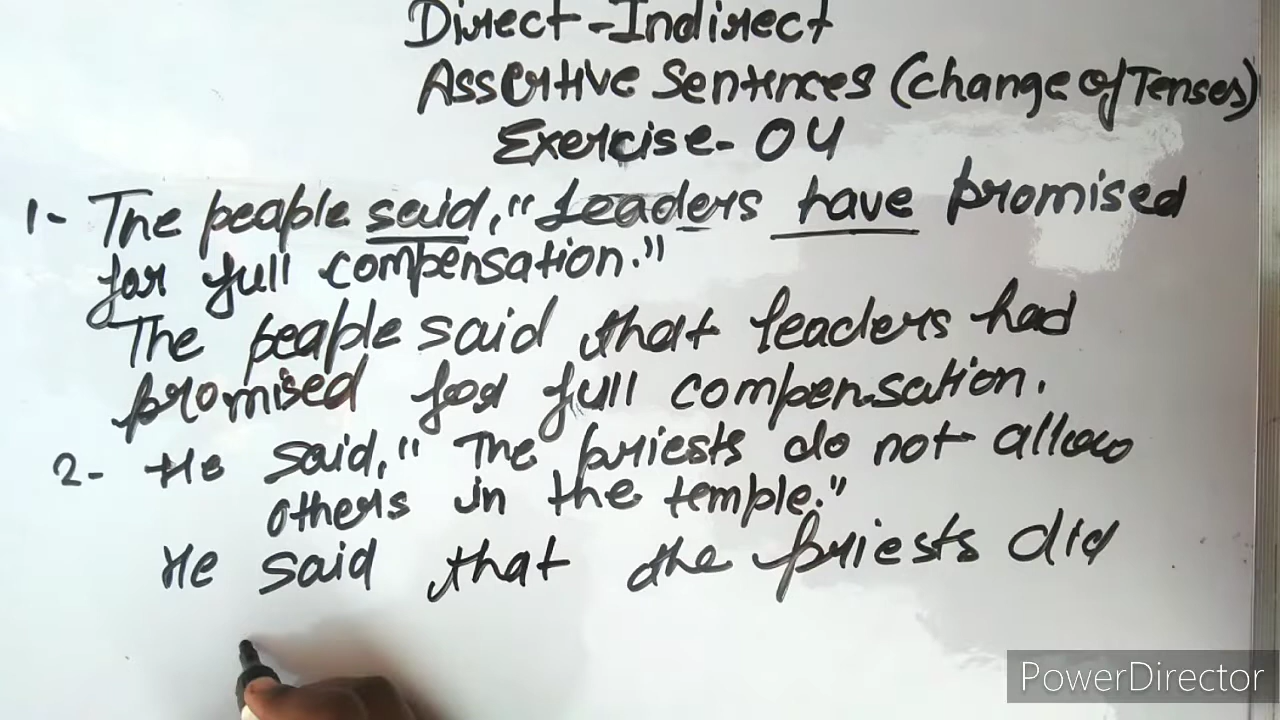 Direct-Indirect
Assertive Sentences (Change of Tenses)
Exercise-04
1- The people said, "Leaders have promised
for full compensation."
The people said that leaders had
promised for full compensation.
2- He said, "The priests do not allow
others in the temple."
He said that the priests did
PowerDirector